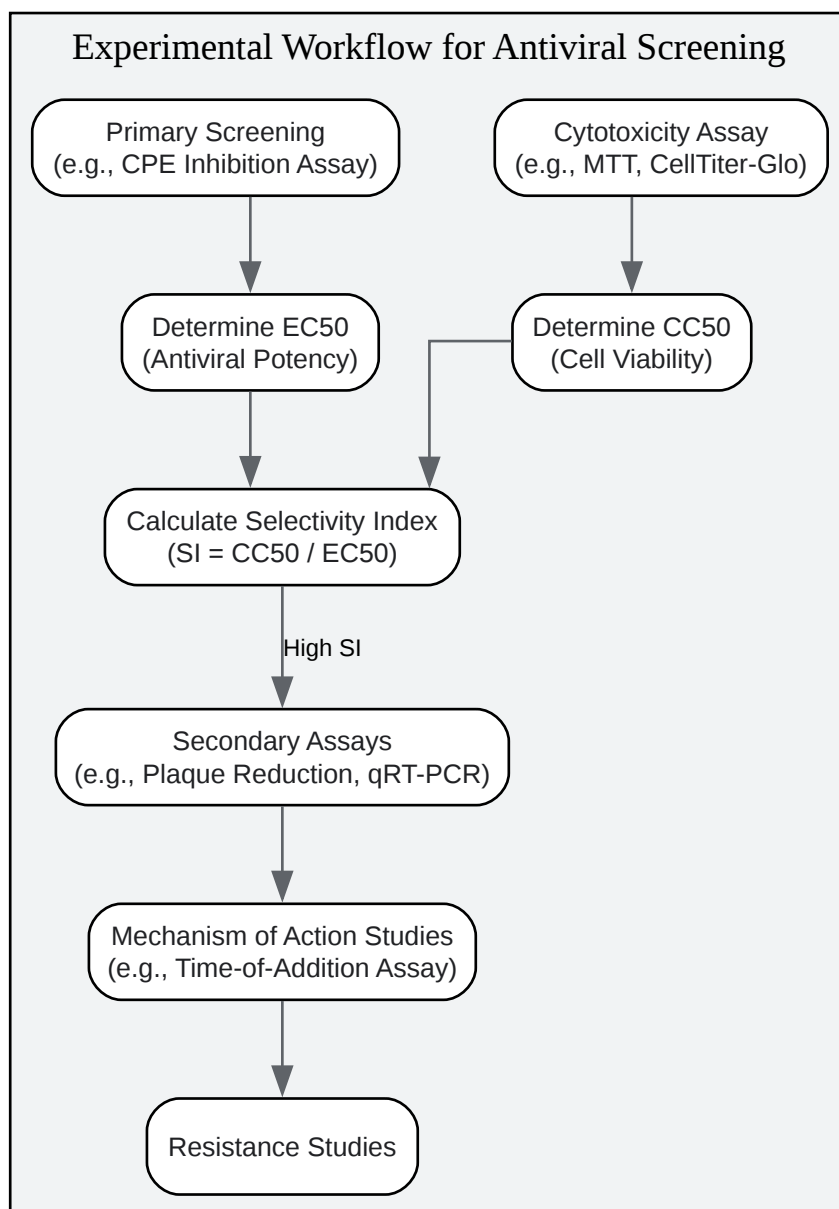 Experimental Workflow for Antiviral Screening
Primary Screening
(e.g., CPE Inhibition Assay)
Cytotoxicity Assay
(e.g., MTT, CellTiter-Glo)
Determine EC50
(Antiviral Potency)
Determine CC50
(Cell Viability)
Calculate Selectivity Index
(SI = CC50 / EC50)
High SI
Secondary Assays
(e.g., Plaque Reduction, qRT-PCR)
Mechanism of Action Studies
(e.g., Time-of-Addition Assay)
Resistance Studies